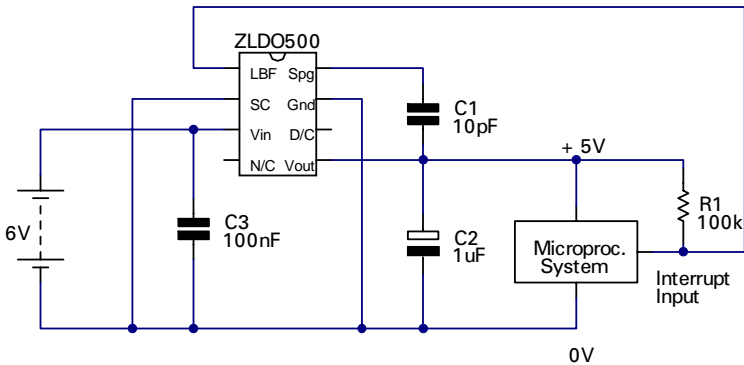 ZLDO500
LBF Spg
SC Gnd
Vin D/C
N/C Vout
C1
10pF
+ 5V
6V
C3
100nF
C2
1uF
Microproc.
System
R1
100k
Interrupt
Input
0V